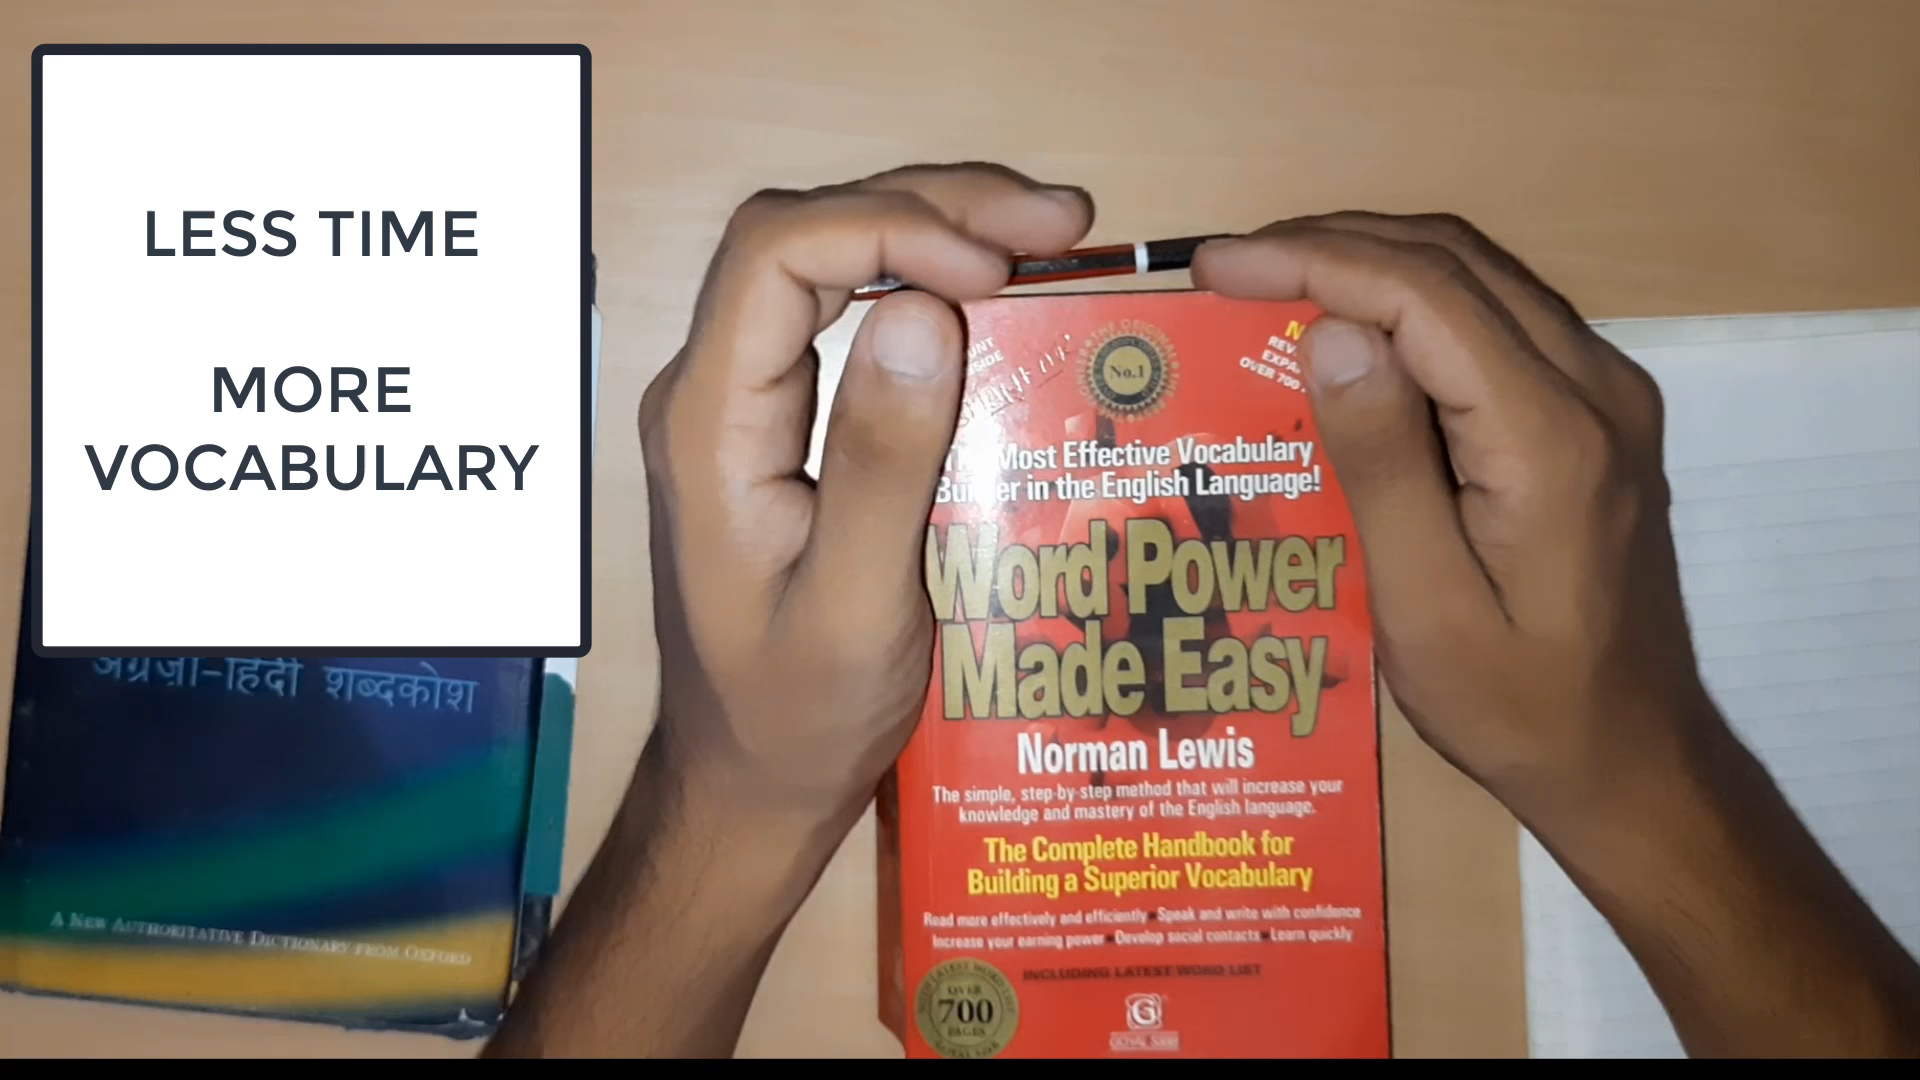 LESS TIME
MORE
VOCABULARY
अंग्रेज़ी-हिंदी शब्दकोश
A NEW AUTHORITATIVE DICTIONARY FROM OXFORD
No.1
OVER 700
Most Effective Vocabulary
in the English Language!
Word Power
Made Easy
Norman Lewis
The simple, step-by-step method that will increase your
knowledge and mastery of the English language.
The Complete Handbook for
Building a Superior Vocabulary
Read more effectively and efficiently Speak and write with confidence
Increase your earning power Develop social contacts Learn quickly
INCLUDING LATEST WORD LIST
OVER
700
PAGES
G